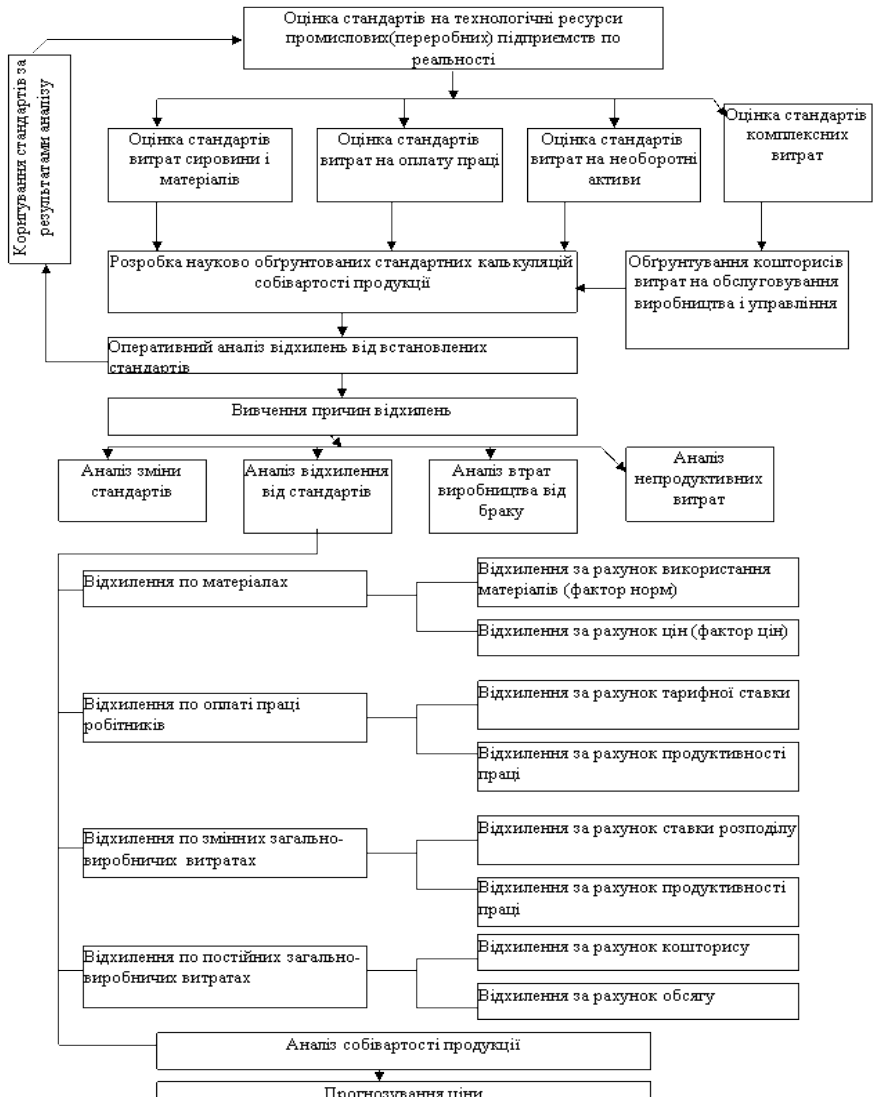 Оцінка стандартів на технологічні ресурси
промислових(переробних) підприємств по
реальності
Коригування стандартів за
результатами аналізу
Оцінка стандартів
витрат сировини і
матеріалів
Оцінка стандартів
витрат на оплату праці
Оцінка стандартів
витрат на необоротні
активи
Оцінка стандартів
комплексних
витрат
Розробка науково обґрунтованих стандартних калькуляцій
собівартості продукції
Обґрунтування кошторисів
витрат на обслуговування
виробництва і управління
Оперативний аналіз відхилень від встановлених
стандартів
Вивчення причин відхилень
Аналіз зміни
стандартів
Аналіз відхилення
від стандартів
Аналіз втрат
виробництва від
браку
Аналіз
непродуктивних
витрат
Відхилення по матеріалах
Відхилення за рахунок використання
матеріалів (фактор норм)
Відхилення за рахунок цін (фактор цін)
Відхилення по оплаті праці
робітників
Відхилення за рахунок тарифної ставки
Відхилення за рахунок продуктивності
праці
Відхилення по змінних загально-
виробничих витратах
Відхилення за рахунок ставки розподілу
Відхилення за рахунок продуктивності
праці
Відхилення по постійних загально-
виробничих витратах
Відхилення за рахунок кошторису
Відхилення за рахунок обсягу
Аналіз собівартості продукції
Прогнозування ціни